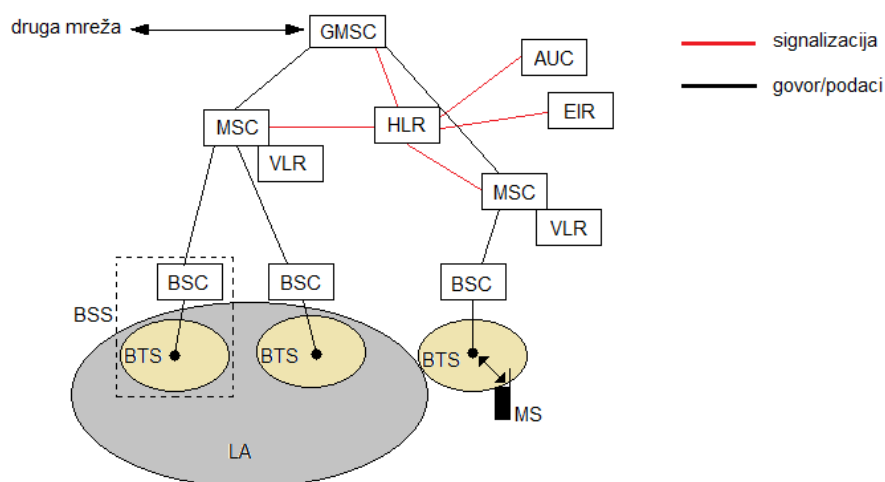 druga mreža
GMSC
signalizacija
AUC
govor/podaci
EIR
MSC
HLR
VLR
MSC
VLR
BSC
BSC
BSC
BSS
BTS
BTS
BTS
MS
LA